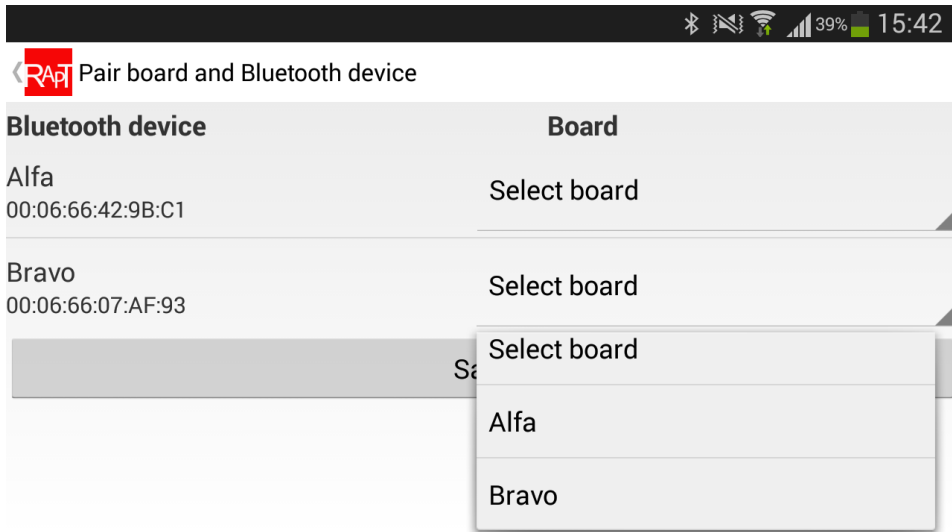 39% 15:42
RApT Pair board and Bluetooth device
Bluetooth device Board
Alfa
00:06:66:42:9B:C1
Select board
Bravo
00:06:66:07:AF:93
Select board
Select board
Alfa
Bravo